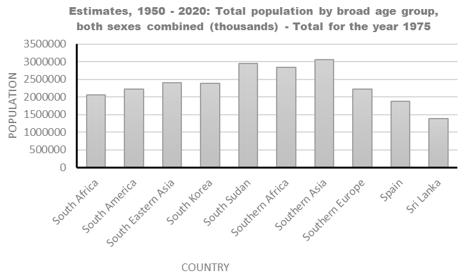 Estimates, 1950 - 2020: Total population by broad age group,
both sexes combined (thousands) - Total for the year 1975
POPULATION
3500000
3000000
2500000
2000000
1500000
1000000
500000
0
South Africa
South America
South Eastern Asia
South Korea
South Sudan
Southern Africa
Southern Asia
Southern Europe
Spain
Sri Lanka
COUNTRY